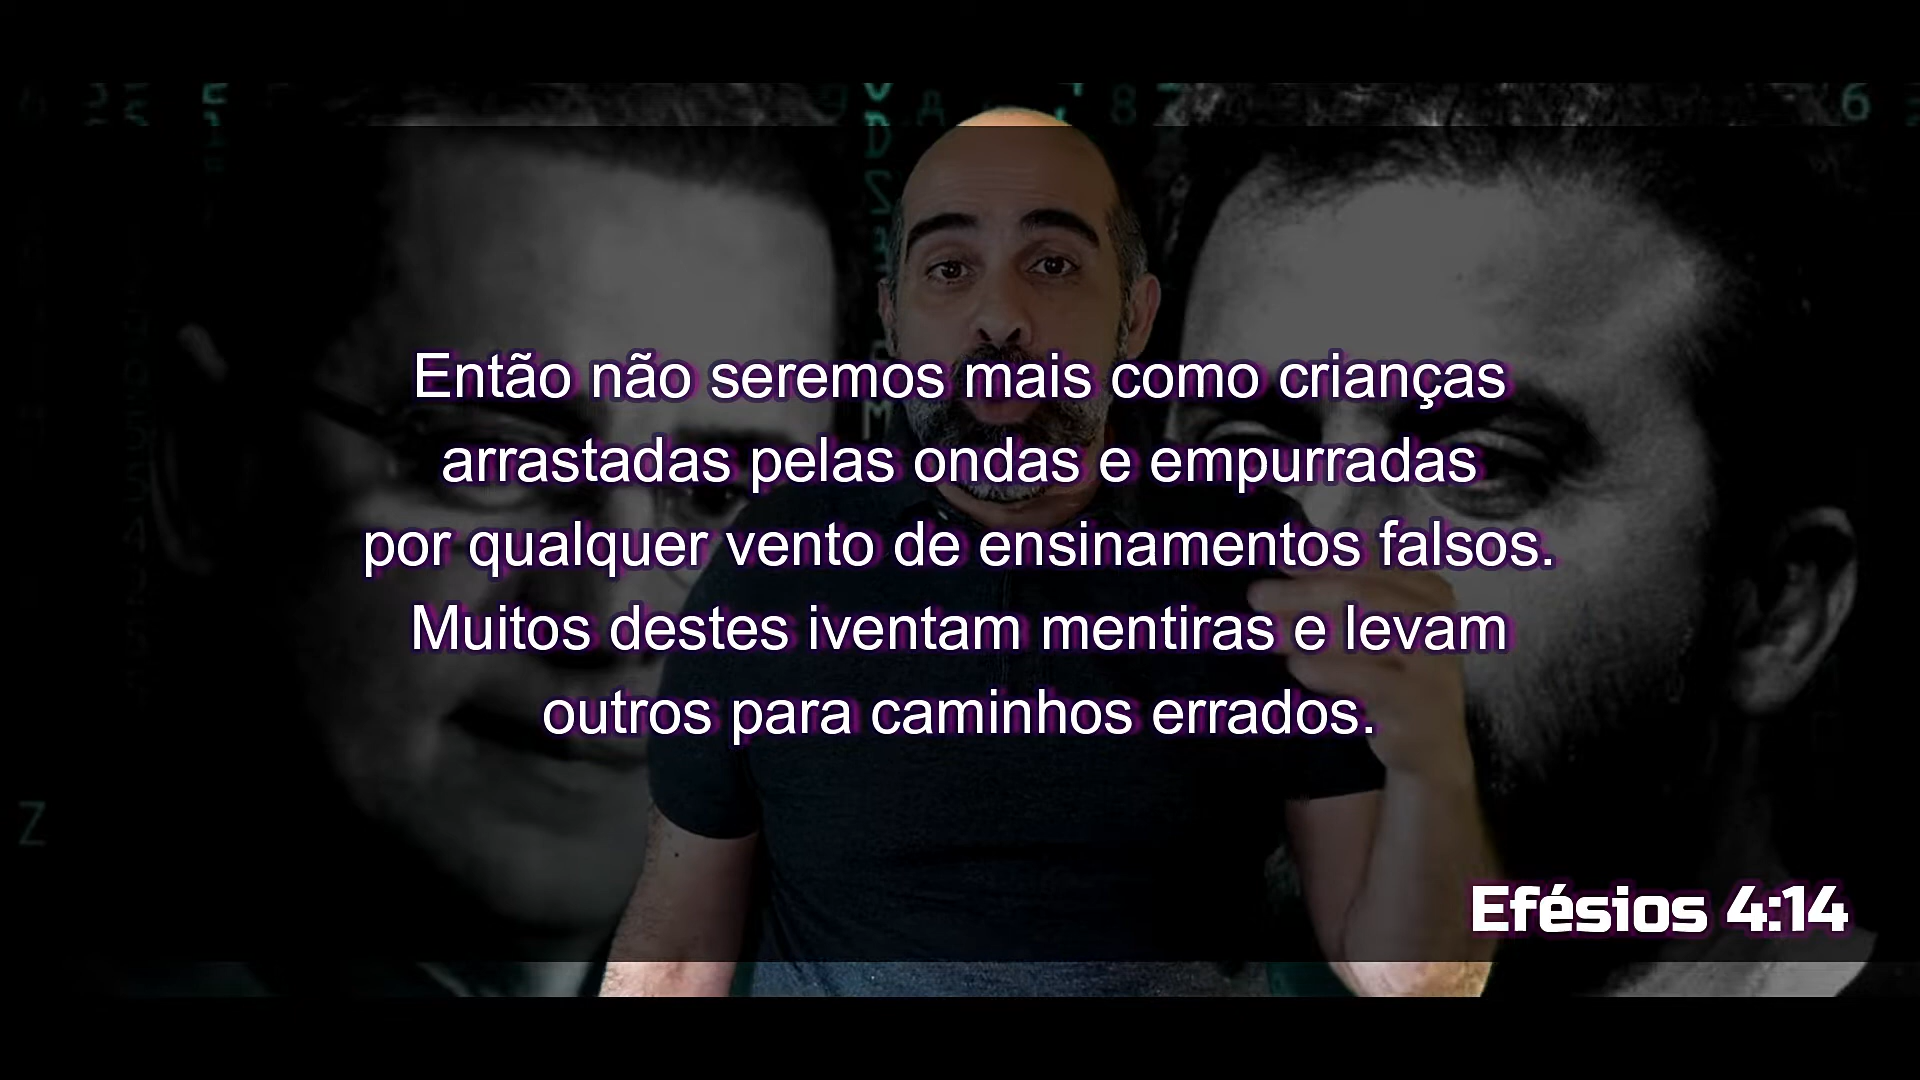 Então não seremos mais como crianças
arrastadas pelas ondas e empurradas
por qualquer vento de ensinamentos falsos.
Muitos destes iventam mentiras e levam
outros para caminhos errados.
Efésios 4:14